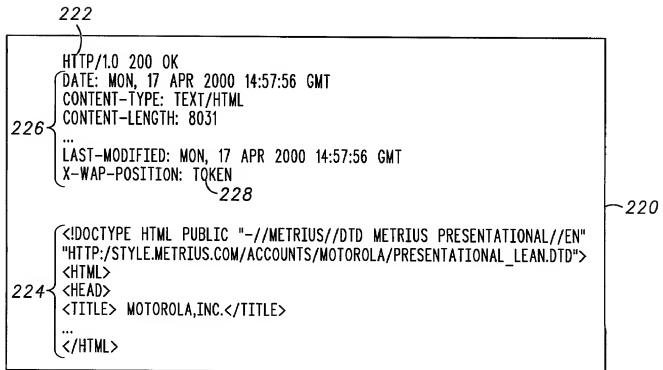 222
HTTP/1.0 200 OK
DATE: MON, 17 APR 2000 14:57:56 GMT
CONTENT-TYPE: TEXT/HTML
CONTENT-LENGTH: 8031
226
...
LAST-MODIFIED: MON, 17 APR 2000 14:57:56 GMT
X-WAP-POSITION: TOKEN
228
220
<!DOCTYPE HTML PUBLIC "-//METRIUS//DTD METRIUS PRESENTATIONAL//EN"
"HTTP:/STYLE.METRIUS.COM/ACCOUNTS/MOTOROLA/PRESENTATIONAL_LEAN.DTD">
<HTML>
224
<HEAD>
<TITLE> MOTOROLA,INC.</TITLE>
...
</HTML>